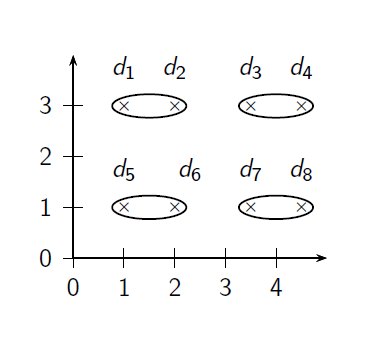 d₁ d₂ d₃ d₄
3
2
d₅ d₆ d₇ d₈
1
0
0 1 2 3 4